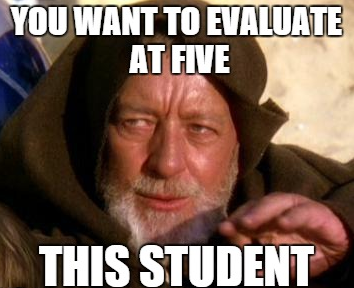 YOU WANT TO EVALUATE
AT FIVE
THIS STUDENT